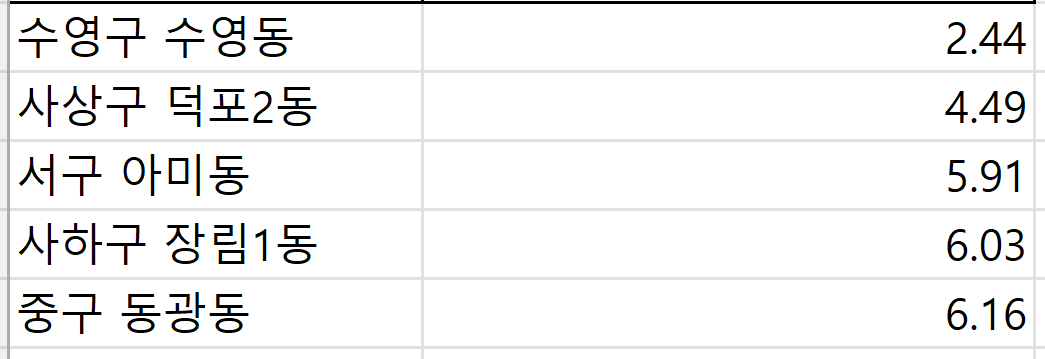 수영구 수영동 2.44
사상구 덕포2동 4.49
서구 아미동 5.91
사하구 장림1동 6.03
중구 동광동 6.16